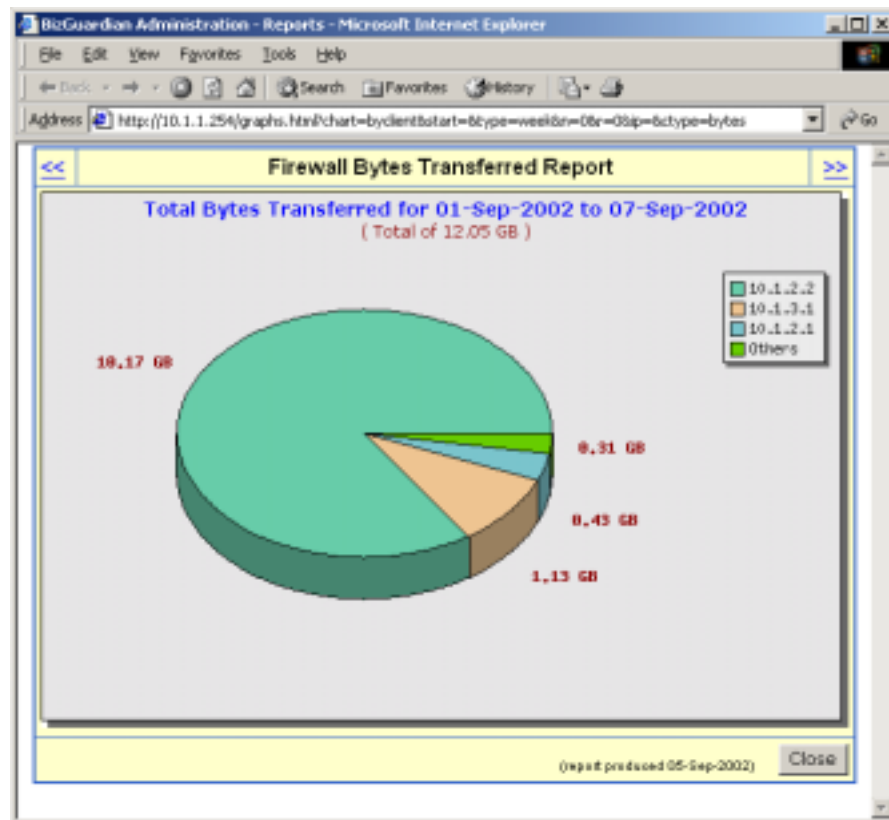 BizGuardian Administration - Reports - Microsoft Internet Explorer
File Edit View Favorites Tools Help
Back Search Favorites History
Address http://10.1.1.254/graphs.html?chart=byclient&start=&type=week&n=0&r=0&ip=&ctype=bytes Go
<< Firewall Bytes Transferred Report >>
Total Bytes Transferred for 01-Sep-2002 to 07-Sep-2002
( Total of 12.05 GB )
10.1.2.2
10.1.3.1
10.1.2.1
Others
10.17 GB
0.31 GB
0.43 GB
1.13 GB
(report produced 05-Sep-2002) Close